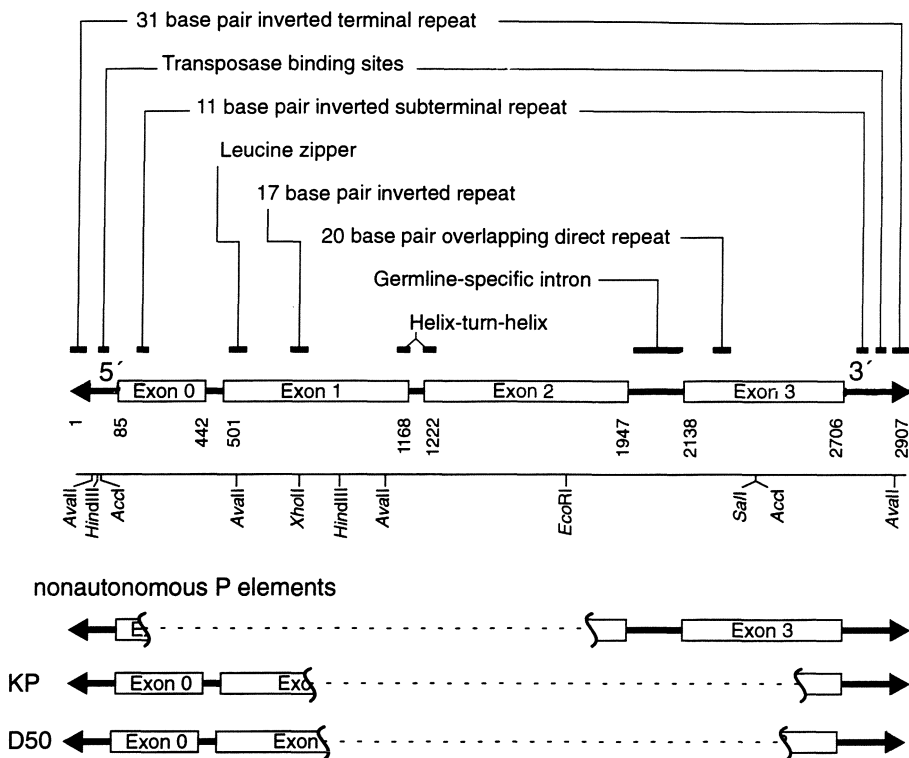 31 base pair inverted terminal repeat
Transposase binding sites
11 base pair inverted subterminal repeat
Leucine zipper
17 base pair inverted repeat
20 base pair overlapping direct repeat
Germline-specific intron
Helix-turn-helix
5´ 3´
Exon 0 Exon 1 Exon 2 Exon 3
1 85 442 501 1168 1222 1947 2138 2706 2907
AvaII HindIII AccI AvaII XhoII HindIII AvaII EcoRI SalI AccI AvaII
nonautonomous P elements
E Exon 3
KP Exon 0 Exo
D50 Exon 0 Exon